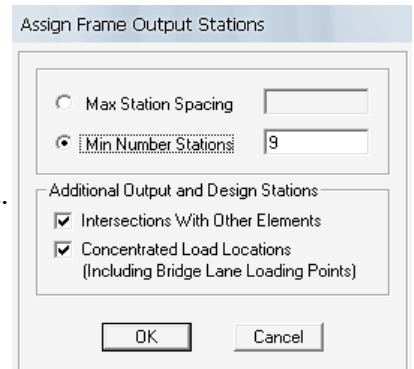 Assign Frame Output Stations
Max Station Spacing
Min Number Stations 9
.
Additional Output and Design Stations
Intersections With Other Elements
Concentrated Load Locations
(Including Bridge Lane Loading Points)
OK Cancel